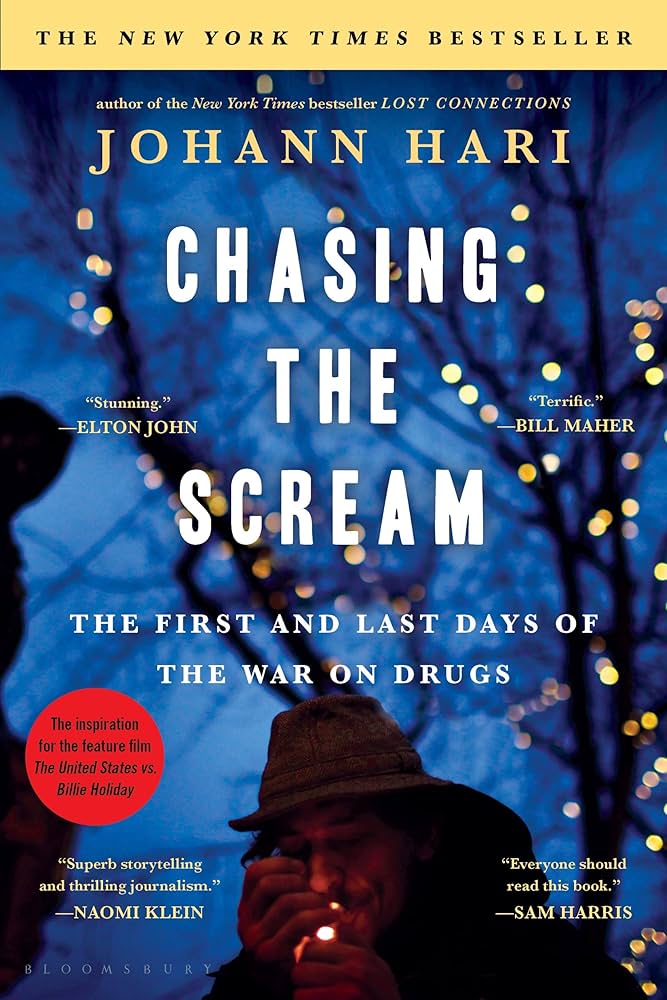 THE NEW YORK TIMES BESTSELLER
author of the New York Times bestseller LOST CONNECTIONS
JOHANN HARI
CHASING
THE
SCREAM
“Stunning.”
—ELTON JOHN
“Terrific.”
—BILL MAHER
THE FIRST AND LAST DAYS OF
THE WAR ON DRUGS
The inspiration
for the feature film
The United States vs.
Billie Holiday
“Superb storytelling
and thrilling journalism.”
—NAOMI KLEIN
“Everyone should
read this book.”
—SAM HARRIS
BLOOMSBURY